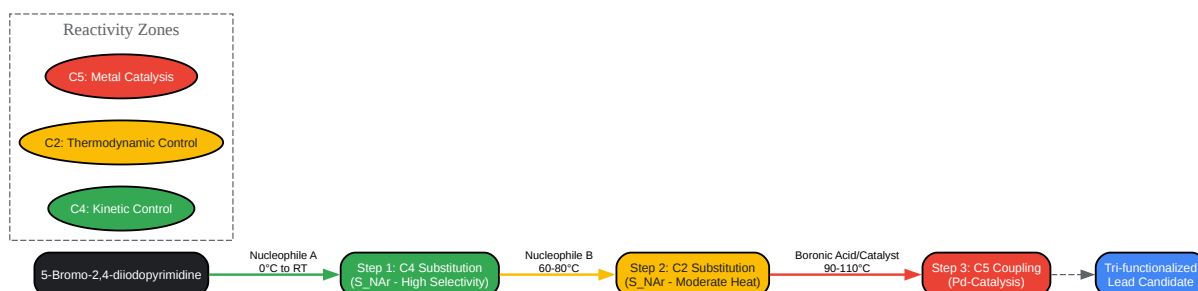 Reactivity Zones
C5: Metal Catalysis
C2: Thermodynamic Control
C4: Kinetic Control
5-Bromo-2,4-diiodopyrimidine
Nucleophile A
0°C to RT
Step 1: C4 Substitution
(S_NAr - High Selectivity)
Nucleophile B
60-80°C
Step 2: C2 Substitution
(S_NAr - Moderate Heat)
Boronic Acid/Catalyst
90-110°C
Step 3: C5 Coupling
(Pd-Catalysis)
Tri-functionalized
Lead Candidate